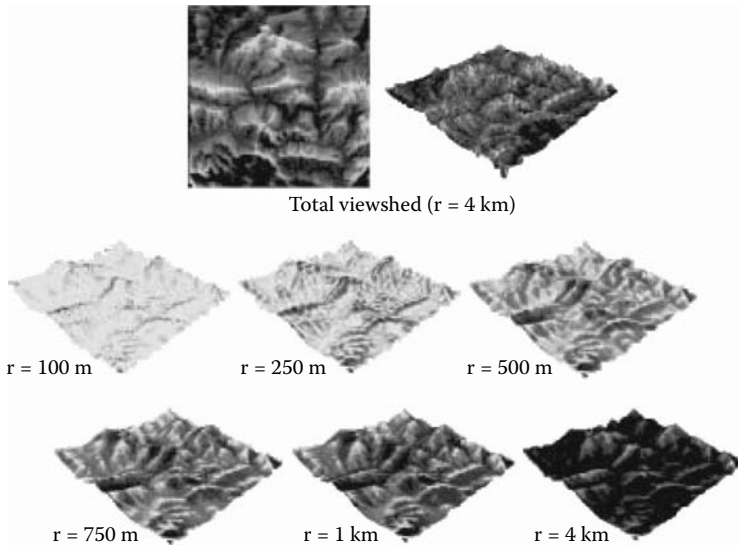 Total viewshed (r = 4 km)
r = 100 m
r = 250 m
r = 500 m
r = 750 m
r = 1 km
r = 4 km